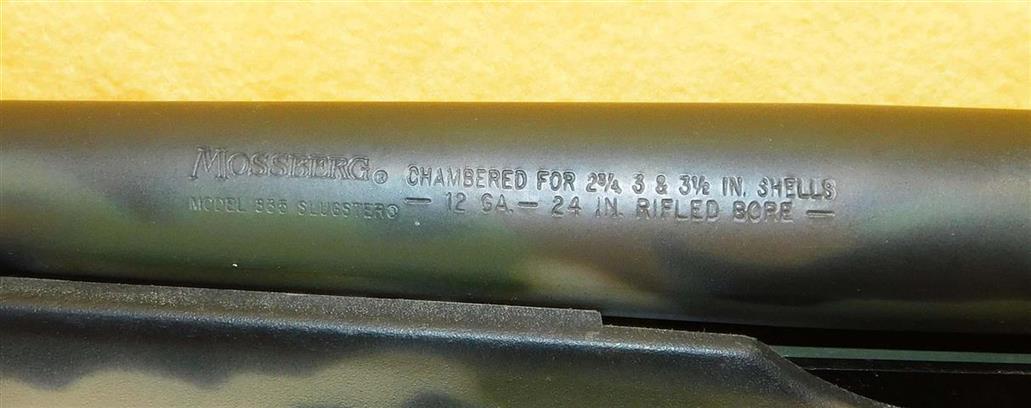 MOSSBERG® CHAMBERED FOR 2¾ 3 & 3½ IN. SHELLS
MODEL 835 SLUGSTER® — 12 GA. — 24 IN. RIFLED BORE —